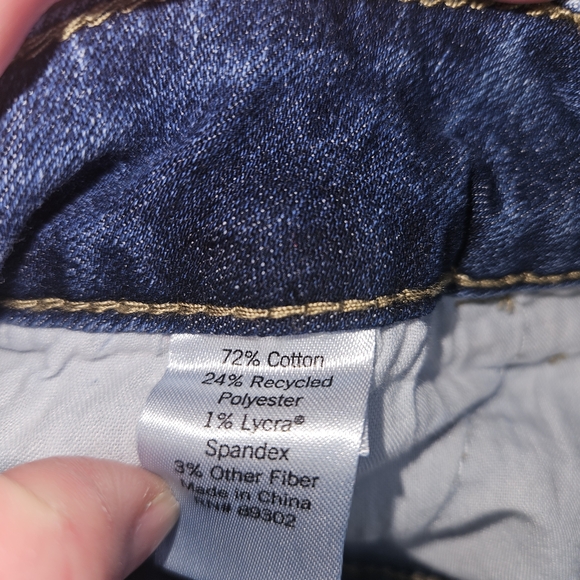 72% Cotton
24% Recycled
Polyester
1% Lycra®
Spandex
3% Other Fiber
Made in China
RN# 89302